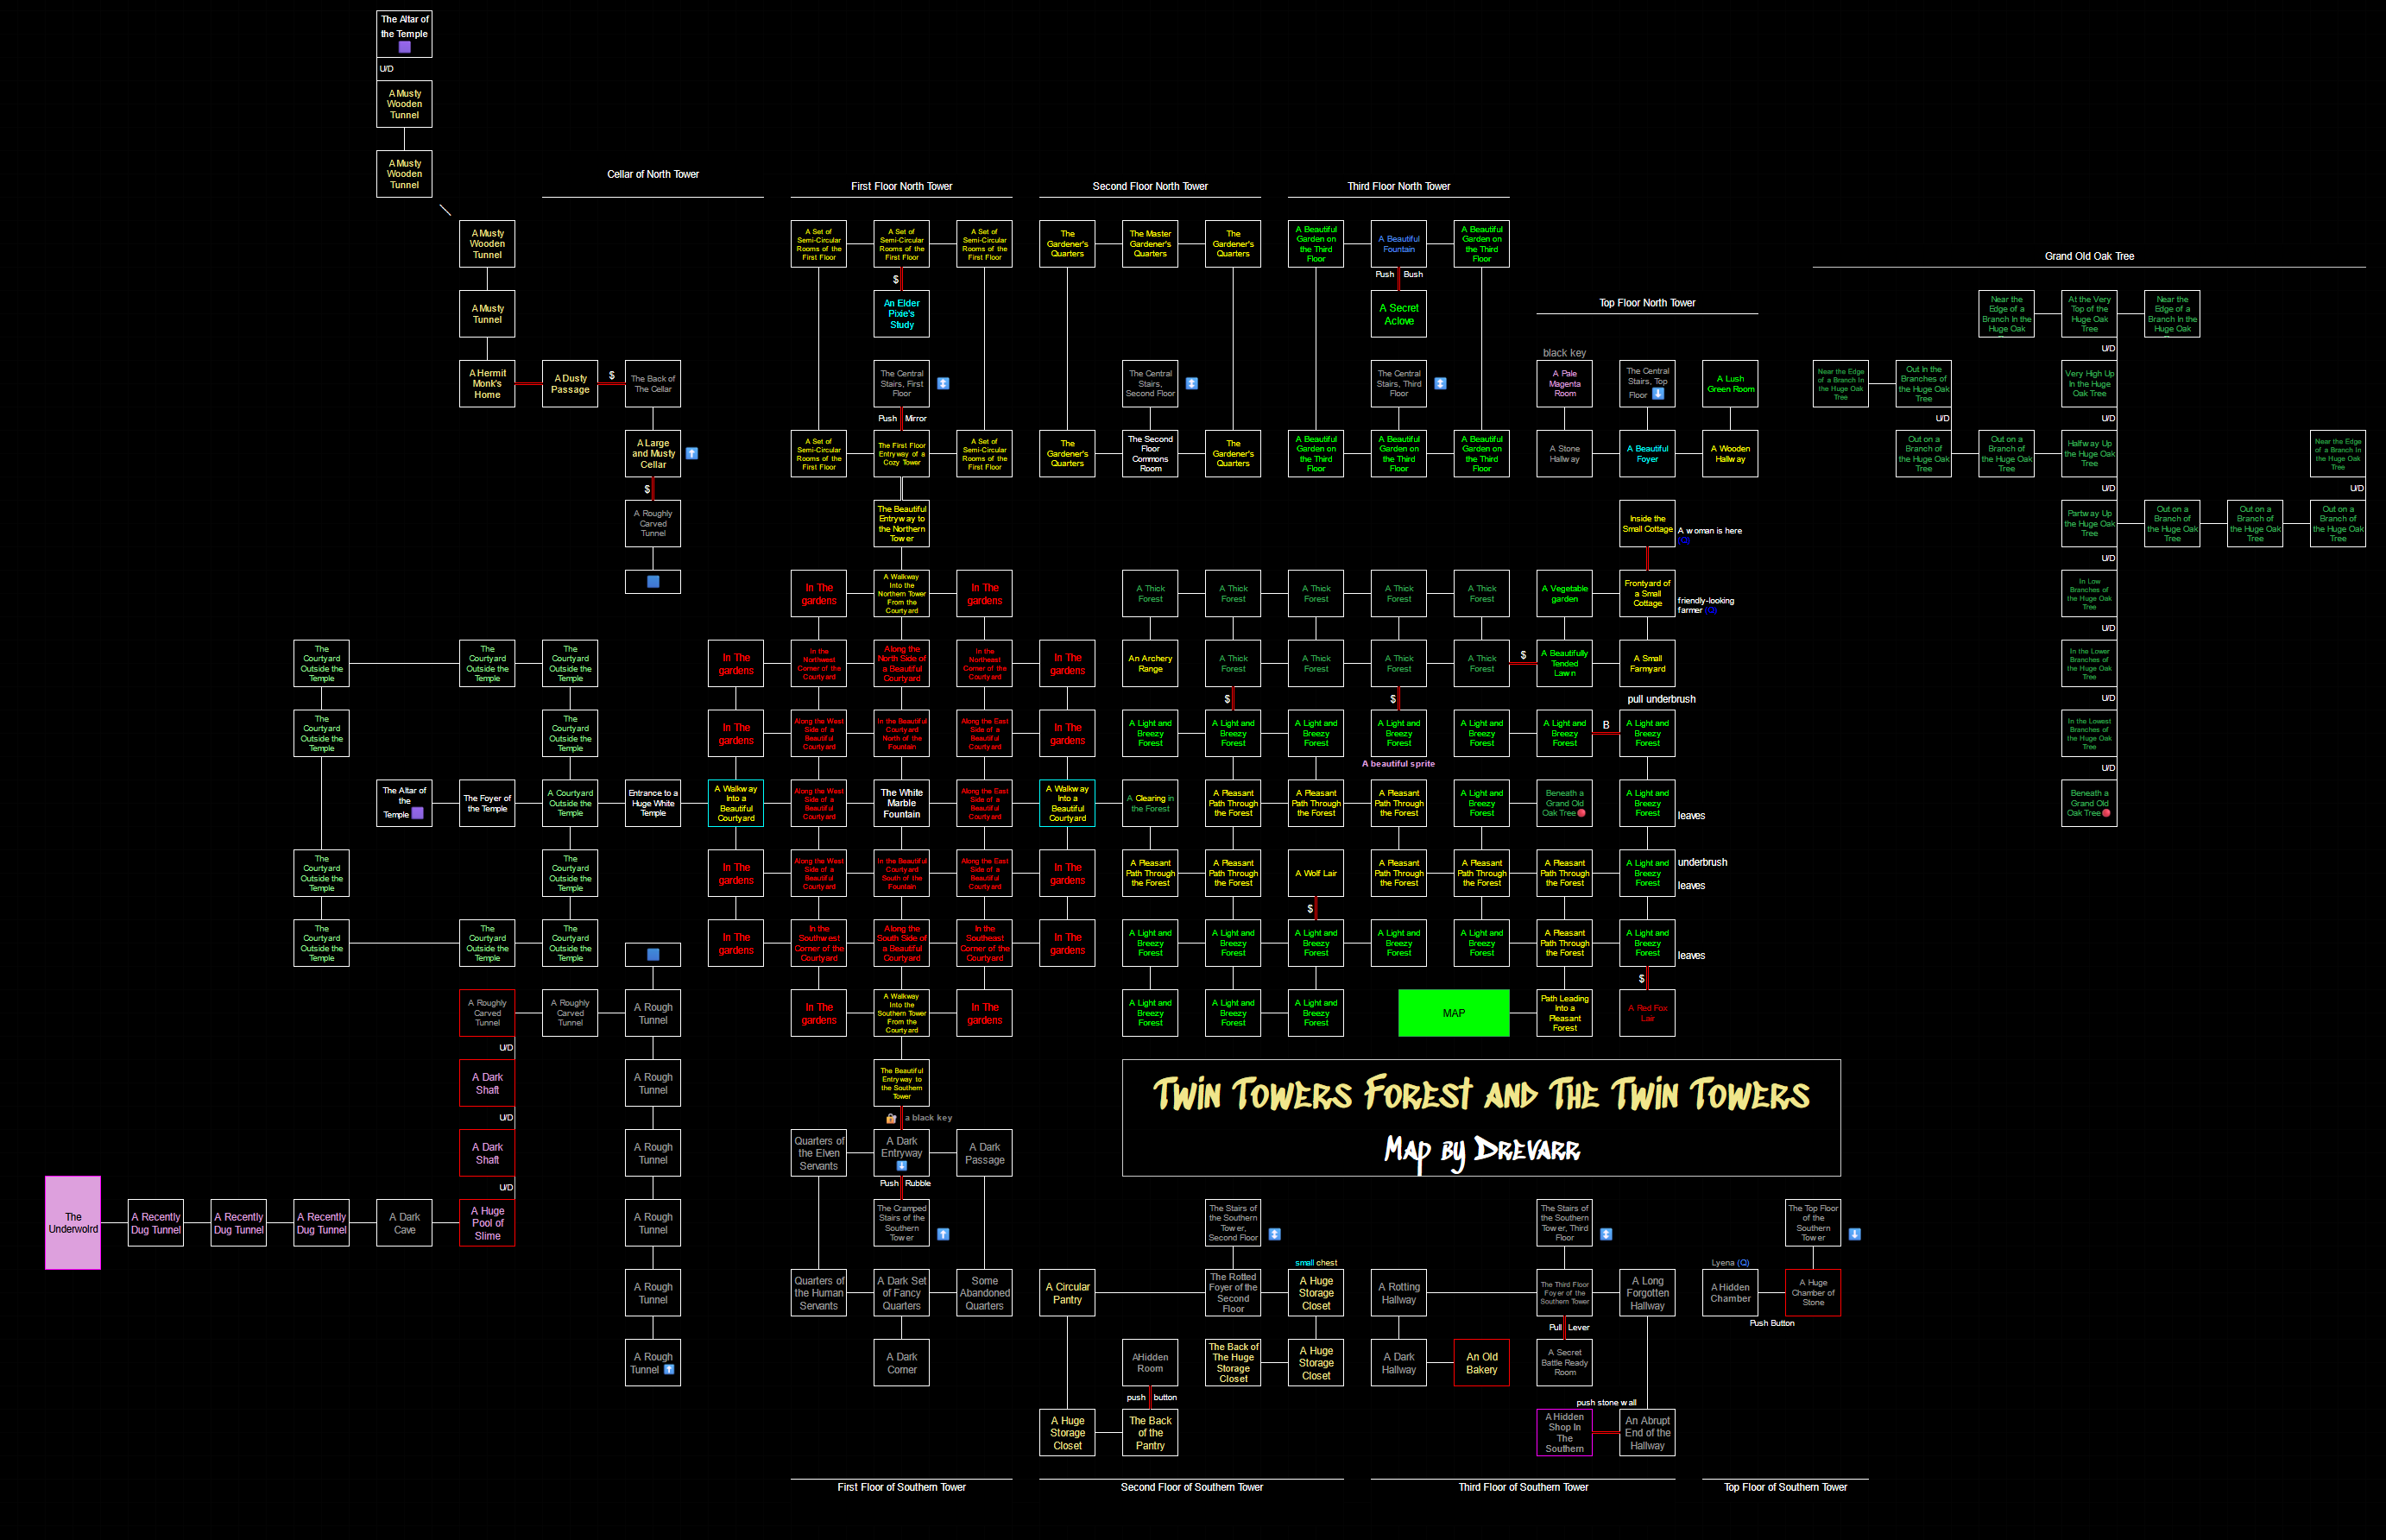 The Altar of
the Temple
U/D
A Musty
Wooden
Tunnel
A Musty
Wooden
Tunnel
Cellar of North Tower
First Floor North Tower
Second Floor North Tower
Third Floor North Tower
A Musty
Wooden
Tunnel
A Set of
Semi-Circular
Rooms of the
First Floor
A Set of
Semi-Circular
Rooms of the
First Floor
A Set of
Semi-Circular
Rooms of the
First Floor
The
Gardener's
Quarters
The Master
Gardener's
Quarters
The
Gardener's
Quarters
A Beautiful
Garden on
the Third
Floor
A Beautiful
Fountain
A Beautiful
Garden on
the Third
Floor
Grand Old Oak Tree
$
Push Bush
A Musty
Tunnel
An Elder
Pixie's
Study
A Secret
Aclove
Top Floor North Tower
Near the
Edge of a
Branch In the
Huge Oak
At the Very
Top of the
Huge Oak
Tree
Near the
Edge of a
Branch In the
Huge Oak
U/D
black key
A Hermit
Monk's
Home
A Dusty
Passage
$
The Back of
The Cellar
The Central
Stairs, First
Floor
The Central
Stairs,
Second Floor
The Central
Stairs, Third
Floor
A Pale
Magenta
Room
The Central
Stairs, Top
Floor
A Lush
Green Room
Near the Edge
of a Branch In
the Huge Oak
Tree
Out In the
Branches of
the Huge Oak
Tree
Very High Up
In the Huge
Oak Tree
Push Mirror
U/D
U/D
A Large
and Musty
Cellar
A Set of
Semi-Circular
Rooms of the
First Floor
The First Floor
Entryway of a
Cozy Tower
A Set of
Semi-Circular
Rooms of the
First Floor
The
Gardener's
Quarters
The Second
Floor
Commons
Room
The
Gardener's
Quarters
A Beautiful
Garden on
the Third
Floor
A Beautiful
Garden on
the Third
Floor
A Beautiful
Garden on
the Third
Floor
A Stone
Hallway
A Beautiful
Foyer
A Wooden
Hallway
Out on a
Branch of
the Huge Oak
Tree
Out on a
Branch of
the Huge Oak
Tree
Halfway Up
the Huge Oak
Tree
Near the Edge
of a Branch In
the Huge Oak
Tree
$
U/D
U/D
A Roughly
Carved
Tunnel
The Beautiful
Entryway to
the Northern
Tower
Inside the
Small Cottage
A woman is here
(Q)
Partway Up
the Huge Oak
Tree
Out on a
Branch of
the Huge Oak
Tree
Out on a
Branch of
the Huge Oak
Tree
Out on a
Branch of
the Huge Oak
Tree
U/D
In The
gardens
A Walkway
Into the
Northern Tower
From the
Courtyard
In The
gardens
A Thick
Forest
A Thick
Forest
A Thick
Forest
A Thick
Forest
A Thick
Forest
A Vegetable
garden
Frontyard of
a Small
Cottage
friendly-looking
farmer (Q)
In Low
Branches of
the Huge Oak
Tree
U/D
The
Courtyard
Outside the
Temple
The
Courtyard
Outside the
Temple
The
Courtyard
Outside the
Temple
In The
gardens
In the
Northwest
Corner of the
Courtyard
Along the
North Side of
a Beautiful
Courtyard
In the
Northeast
Corner of the
Courtyard
In The
gardens
An Archery
Range
A Thick
Forest
A Thick
Forest
A Thick
Forest
A Thick
Forest
$
A Beautifully
Tended
Lawn
A Small
Farmyard
In the Lower
Branches of
the Huge Oak
Tree
$
$
pull underbrush
U/D
The
Courtyard
Outside the
Temple
The
Courtyard
Outside the
Temple
In The
gardens
Along the West
Side of a
Beautiful
Courtyard
In the Beautiful
Courtyard
North of the
Fountain
Along the East
Side of a
Beautiful
Courtyard
In The
gardens
A Light and
Breezy
Forest
A Light and
Breezy
Forest
A Light and
Breezy
Forest
A Light and
Breezy
Forest
A Light and
Breezy
Forest
A Light and
Breezy
Forest
B
A Light and
Breezy
Forest
In the Lowest
Branches of
the Huge Oak
Tree
A beautiful sprite
U/D
The Altar of
the
Temple
The Foyer of
the Temple
A Courtyard
Outside the
Temple
Entrance to a
Huge White
Temple
A Walkway
Into a
Beautiful
Courtyard
Along the West
Side of a
Beautiful
Courtyard
The White
Marble
Fountain
Along the East
Side of a
Beautiful
Courtyard
A Walkway
Into a
Beautiful
Courtyard
A Clearing in
the Forest
A Pleasant
Path Through
the Forest
A Pleasant
Path Through
the Forest
A Pleasant
Path Through
the Forest
A Light and
Breezy
Forest
Beneath a
Grand Old
Oak Tree
A Light and
Breezy
Forest
leaves
Beneath a
Grand Old
Oak Tree
The
Courtyard
Outside the
Temple
The
Courtyard
Outside the
Temple
In The
gardens
Along the West
Side of a
Beautiful
Courtyard
In the Beautiful
Courtyard
South of the
Fountain
Along the East
Side of a
Beautiful
Courtyard
In The
gardens
A Pleasant
Path Through
the Forest
A Pleasant
Path Through
the Forest
A Wolf Lair
A Pleasant
Path Through
the Forest
A Pleasant
Path Through
the Forest
A Pleasant
Path Through
the Forest
A Light and
Breezy
Forest
underbrush
leaves
$
The
Courtyard
Outside the
Temple
The
Courtyard
Outside the
Temple
The
Courtyard
Outside the
Temple
In The
gardens
In the
Southwest
Corner of the
Courtyard
Along the
South Side of
a Beautiful
Courtyard
In the
Southeast
Corner of the
Courtyard
In The
gardens
A Light and
Breezy
Forest
A Light and
Breezy
Forest
A Light and
Breezy
Forest
A Light and
Breezy
Forest
A Light and
Breezy
Forest
A Pleasant
Path Through
the Forest
A Light and
Breezy
Forest
leaves
$
A Roughly
Carved
Tunnel
A Roughly
Carved
Tunnel
A Rough
Tunnel
In The
gardens
A Walkway
Into the
Southern Tower
From the
Courtyard
In The
gardens
A Light and
Breezy
Forest
A Light and
Breezy
Forest
A Light and
Breezy
Forest
MAP
Path Leading
Into a
Pleasant
Forest
A Red Fox
Lair
U/D
A Dark
Shaft
A Rough
Tunnel
The Beautiful
Entryway to
the Southern
Tower
Twin Towers Forest and The Twin Towers
Map by Drevarr
U/D
a black key
A Dark
Shaft
A Rough
Tunnel
Quarters of
the Elven
Servants
A Dark
Entryway
A Dark
Passage
U/D
Push Rubble
The
Underwolrd
A Recently
Dug Tunnel
A Recently
Dug Tunnel
A Recently
Dug Tunnel
A Dark
Cave
A Huge
Pool of
Slime
A Rough
Tunnel
The Cramped
Stairs of the
Southern
Tower
The Stairs of
the Southern
Tower,
Second Floor
The Stairs of
the Southern
Tower, Third
Floor
The Top Floor
of the
Southern
Tower
small chest
Lyena (Q)
A Rough
Tunnel
Quarters of
the Human
Servants
A Dark Set
of Fancy
Quarters
Some
Abandoned
Quarters
A Circular
Pantry
The Rotted
Foyer of the
Second
Floor
A Huge
Storage
Closet
A Rotting
Hallway
The Third Floor
Foyer of the
Southern Tower
A Long
Forgotten
Hallway
A Hidden
Chamber
A Huge
Chamber of
Stone
Pull Lever
Push Button
A Rough
Tunnel
A Dark
Corner
AHidden
Room
The Back of
The Huge
Storage
Closet
A Huge
Storage
Closet
A Dark
Hallway
An Old
Bakery
A Secret
Battle Ready
Room
push button
push stone wall
A Huge
Storage
Closet
The Back
of the
Pantry
A Hidden
Shop In
The
Southern
An Abrupt
End of the
Hallway
First Floor of Southern Tower
Second Floor of Southern Tower
Third Floor of Southern Tower
Top Floor of Southern Tower